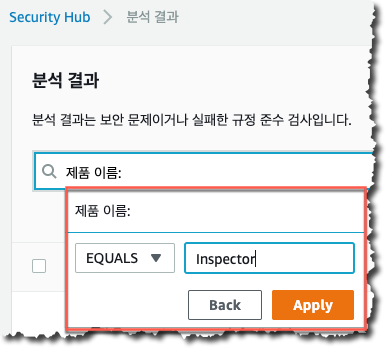 Security Hub > 분석 결과
분석 결과
분석 결과는 보안 문제이거나 실패한 규정 준수 검사입니다.
제품 이름:
제품 이름:
EQUALS ▼ Inspector
Back Apply